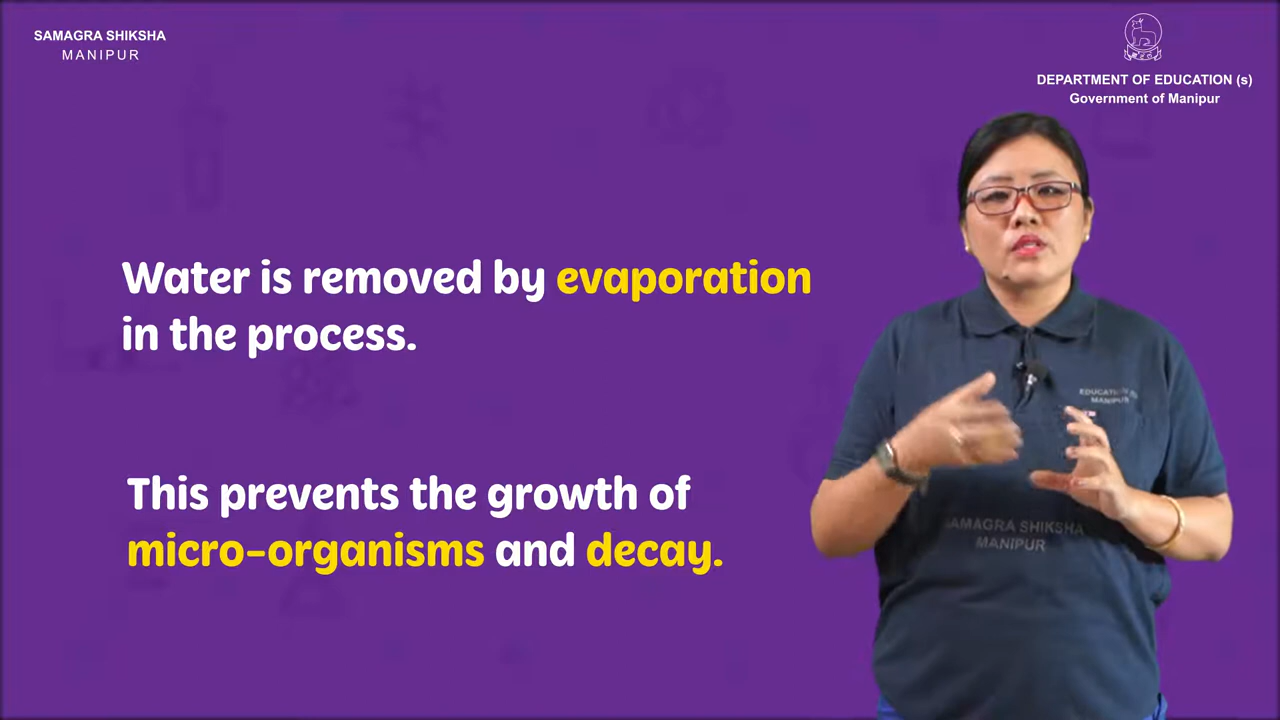 SAMAGRA SHIKSHA
MANIPUR
DEPARTMENT OF EDUCATION (s)
Government of Manipur
Water is removed by evaporation
in the process.
This prevents the growth of
micro-organisms and decay.
MANIPUR
SAMAGRA SHIKSHA
MANIPUR